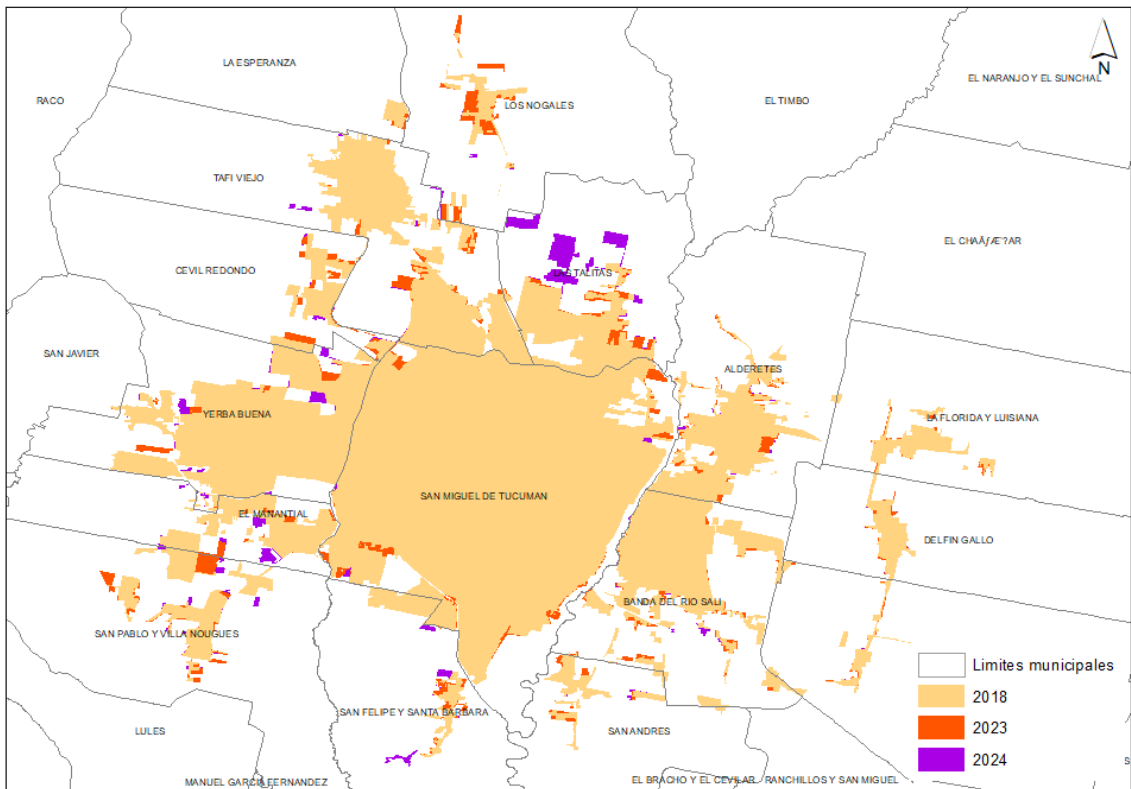 LA ESPERANZA
N
EL NARANJO Y EL SUNCHAL
RACO
LOS NOGALES
EL TIMBO
TAFI VIEJO
EL CHAÃƒÆ'?AR
CEVIL REDONDO
LAS TALITAS
SAN JAVIER
ALDERETES
YERBA BUENA
LA FLORIDA Y LUISIANA
SAN MIGUEL DE TUCUMAN
EL MANANTIAL
DELFIN GALLO
BANDA DEL RIO SALI
SAN PABLO Y VILLA NOUGUES
Limites municipales
2018
SAN FELIPE Y SANTA BARBARA
2023
LULES
SAN ANDRES
2024
MANUEL GARCIA FERNANDEZ
EL BRACHO Y EL CEVILAR
RANCHILLOS Y SAN MIGUEL
S